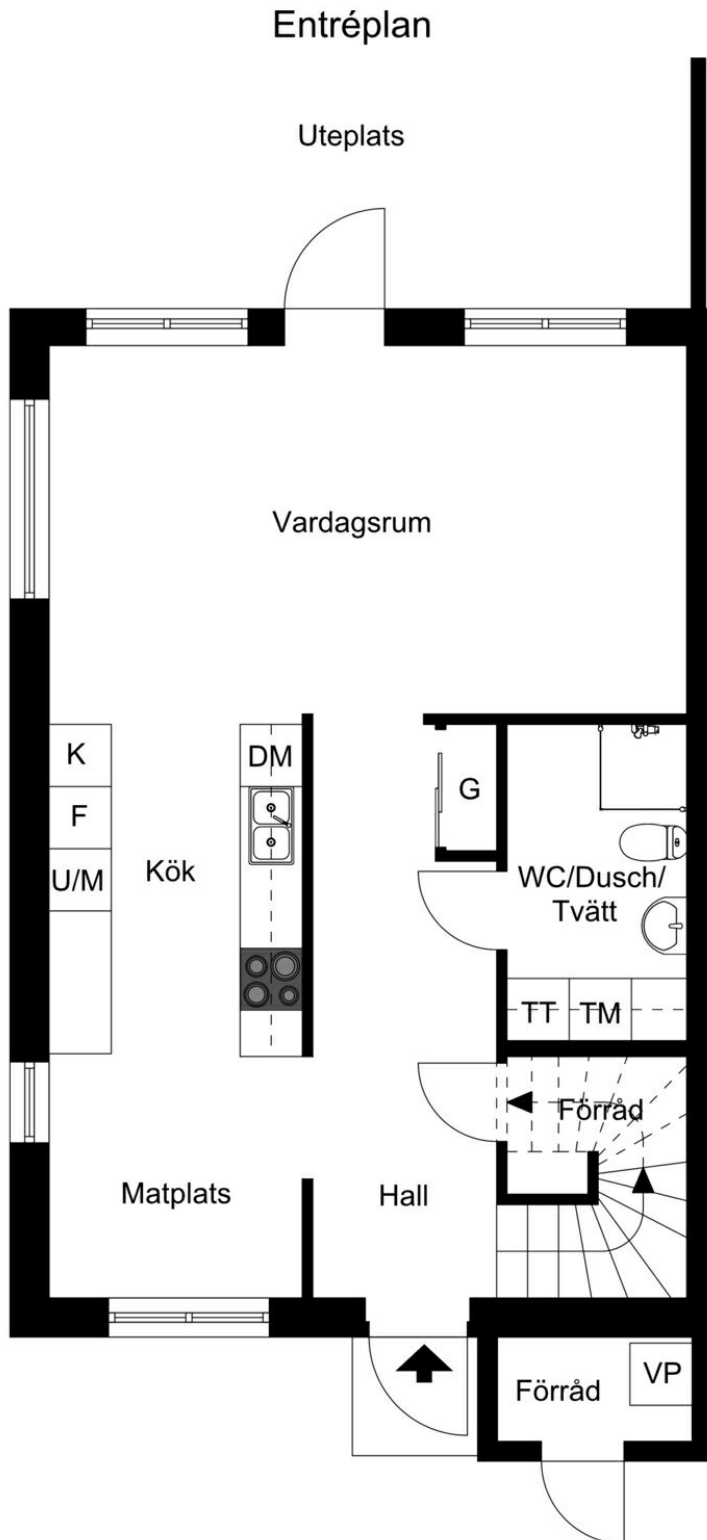 Entréplan
Uteplats
Vardagsrum
K
DM
G
F
Kök
U/M
WC/Dusch/
Tvätt
TT
TM
Förråd
Matplats
Hall
Förråd
VP